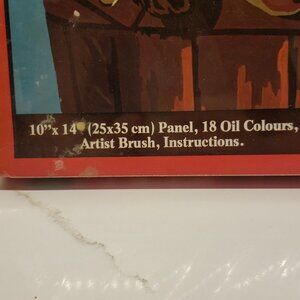 10"x 14" (25x35 cm) Panel, 18 Oil Colours,
Artist Brush, Instructions.